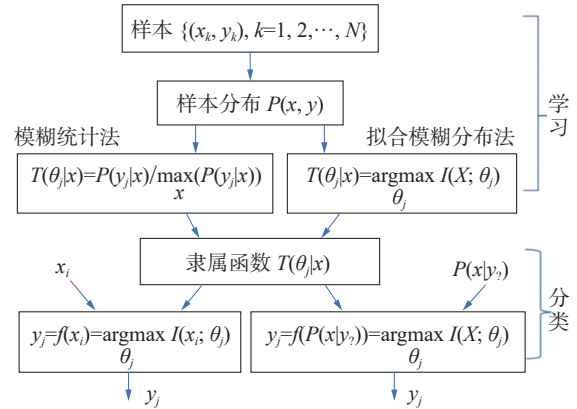 样本 {(xₖ, yₖ), k=1, 2,···, N}
样本分布 P(x, y)
学习
模糊统计法
拟合模糊分布法
T(θⱼ|x)=P(yⱼ|x)/max(P(yⱼ|x))
x
T(θⱼ|x)=argmax I(X; θⱼ)
θⱼ
隶属函数 T(θⱼ|x)
xᵢ
P(x|y?)
分类
yⱼ=f(xᵢ)=argmax I(xᵢ; θⱼ)
θⱼ
yⱼ=f(P(x|y?))=argmax I(X; θⱼ)
θⱼ
yⱼ
yⱼ